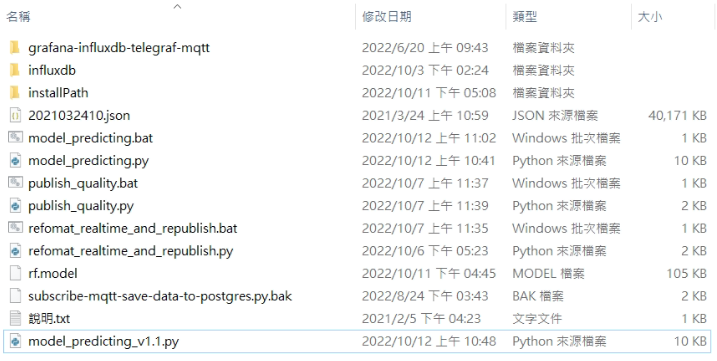 名稱 修改日期 類型 大小
grafana-influxdb-telegraf-mqtt 2022/6/20 上午 09:43 檔案資料夾
influxdb 2022/10/3 下午 02:24 檔案資料夾
installPath 2022/10/11 下午 05:08 檔案資料夾
2021032410.json 2021/3/24 上午 10:59 JSON 來源檔案 40,171 KB
model_predicting.bat 2022/10/12 上午 11:02 Windows 批次檔案 1 KB
model_predicting.py 2022/10/12 上午 10:41 Python 來源檔案 10 KB
publish_quality.bat 2022/10/7 上午 11:37 Windows 批次檔案 1 KB
publish_quality.py 2022/10/7 上午 11:39 Python 來源檔案 2 KB
refomat_realtime_and_republish.bat 2022/10/7 上午 11:35 Windows 批次檔案 1 KB
refomat_realtime_and_republish.py 2022/10/6 下午 05:23 Python 來源檔案 2 KB
rf.model 2022/10/11 下午 04:45 MODEL 檔案 105 KB
subscribe-mqtt-save-data-to-postgres.py.bak 2022/8/24 下午 03:43 BAK 檔案 2 KB
說明.txt 2021/2/5 下午 04:23 文字文件 1 KB
model_predicting_v1.1.py 2022/10/12 上午 10:48 Python 來源檔案 10 KB